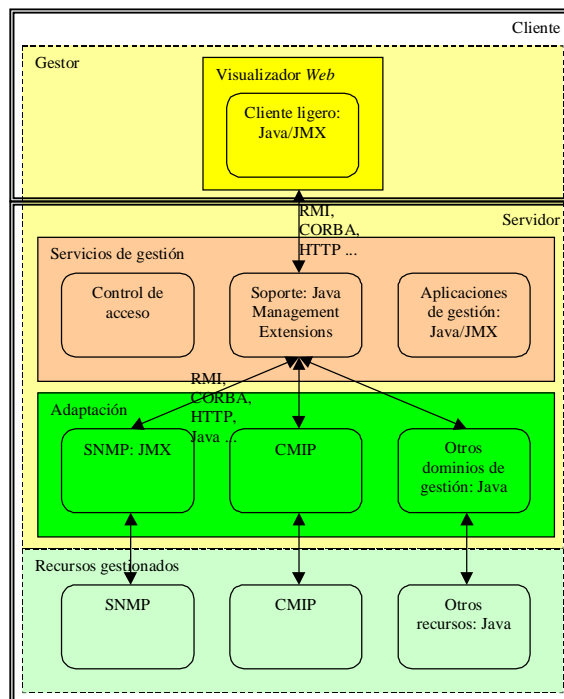 Cliente
Gestor
Visualizador Web
Cliente ligero:
Java/JMX
RMI,
CORBA,
HTTP ...
Servidor
Servicios de gestión
Control de
acceso
Soporte: Java
Management
Extensions
Aplicaciones
de gestión:
Java/JMX
RMI,
CORBA,
HTTP,
Java ...
Adaptación
SNMP: JMX
CMIP
Otros
dominios de
gestión: Java
Recursos gestionados
SNMP
CMIP
Otros
recursos: Java